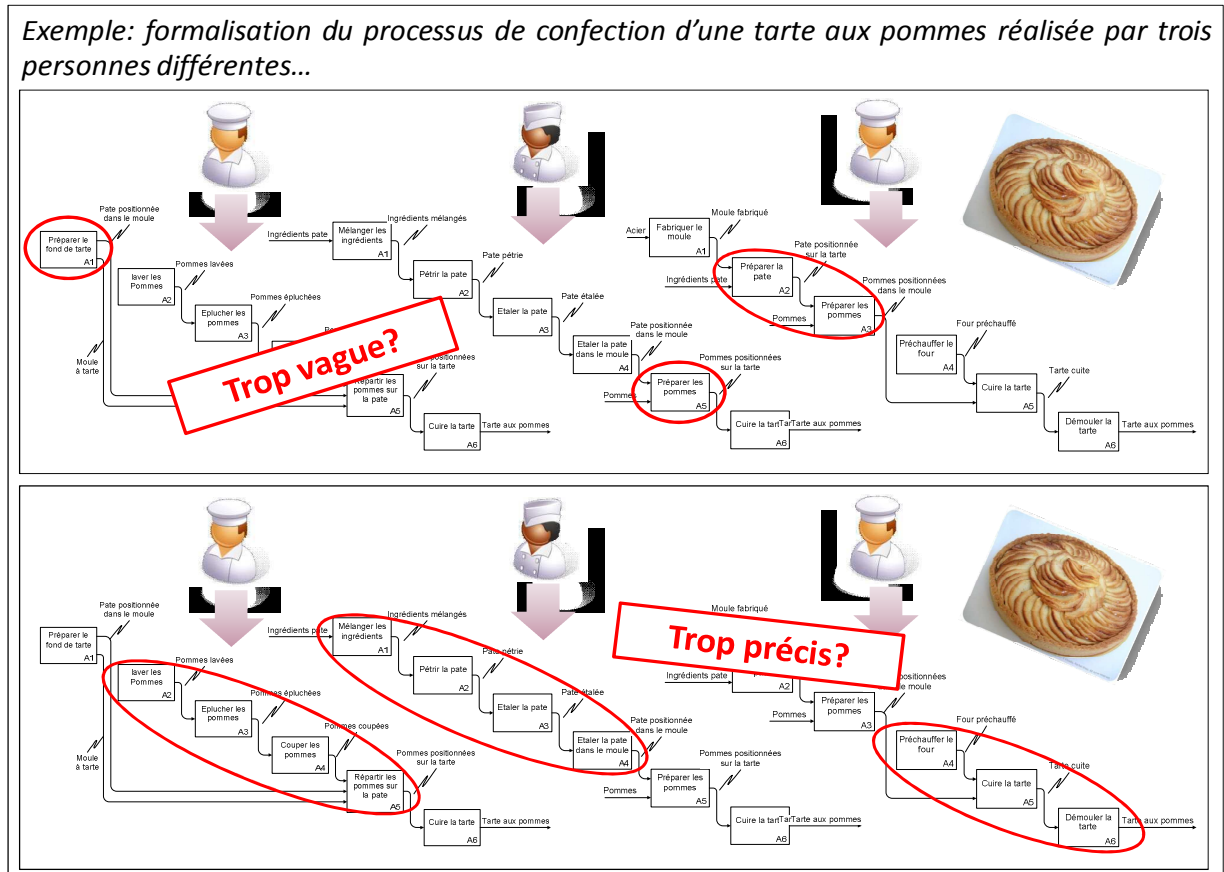 Exemple: formalisation du processus de confection d'une tarte aux pommes réalisée par trois
personnes différentes…
Préparer le
fond de tarte
A1
Pate positionnée
dans le moule
Moule
à tarte
laver les
Pommes
A2
Pommes lavées
Eplucher les
pommes
A3
Pommes épluchées
Trop vague?
Répartir les
pommes sur
la pate
A5
sur la tarte
Cuire la tarte
A6
Tarte aux pommes
Ingrédients pate
Mélanger les
ingrédients
A1
Ingrédients mélangés
Pétrir la pate
A2
Pate pétrie
Etaler la pate
A3
Pate étalée
Etaler la pate
dans le moule
A4
Pate positionnée
dans le moule
Pommes
Préparer les
pommes
A5
Pommes positionnées
sur la tarte
Cuire la tart
A6
Tarte aux pommes
Acier
Fabriquer le
moule
A1
Moule fabriqué
Ingrédients pate
Préparer la
pate
A2
Pate positionnée
sur la tarte
Pommes
Préparer les
pommes
A3
Pommes positionnées
dans le moule
Préchauffer le
four
A4
Four préchauffé
Cuire la tarte
A5
Tarte cuite
Démouler la
tarte
A6
Tarte aux pommes
Préparer le
fond de tarte
A1
Pate positionnée
dans le moule
Moule
à tarte
laver les
Pommes
A2
Pommes lavées
Eplucher les
pommes
A3
Pommes épluchées
Couper les
pommes
A4
Pommes coupées
Répartir les
pommes sur
la pate
A5
Pommes positionnées
sur la tarte
Cuire la tarte
A6
Tarte aux pommes
Ingrédients pate
Mélanger les
ingrédients
A1
Ingrédients mélangés
Pétrir la pate
A2
Pate pétrie
Etaler la pate
A3
Pate étalée
Etaler la pate
dans le moule
A4
Pate positionnée
dans le moule
Pommes
Préparer les
pommes
A5
Pommes positionnées
sur la tarte
Cuire la tart
A6
Tarte aux pommes
Moule fabriqué
Trop précis?
Ingrédients pate
A2
Pommes
Préparer les
pommes
A3
positionnées
moule
Préchauffer le
four
A4
Four préchauffé
Cuire la tarte
A5
Tarte cuite
Démouler la
tarte
A6
Tarte aux pommes